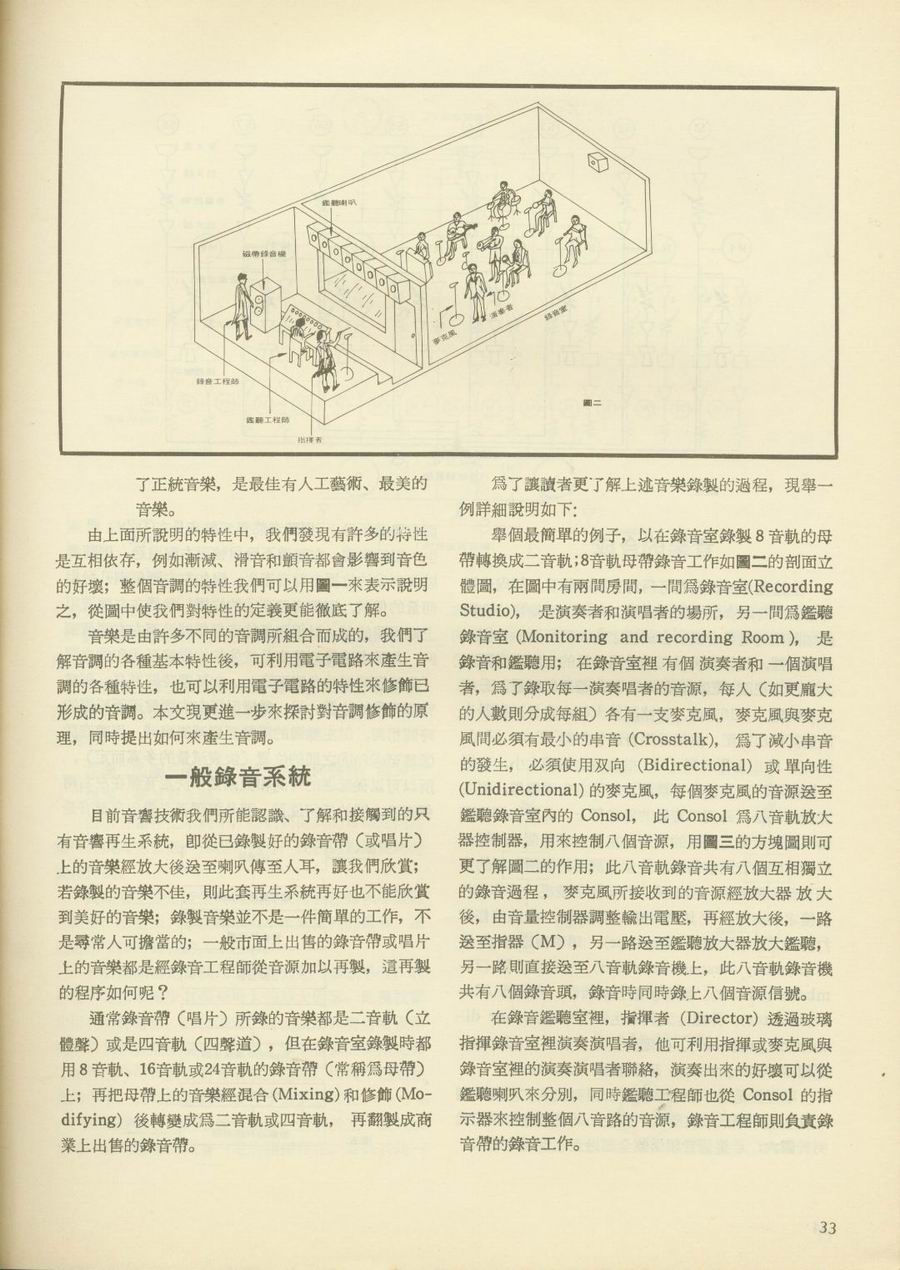 鑑聽喇叭
磁帶錄音機
演奏者
錄音室
麥克風
錄音工程師
鑑聽工程師
指揮者
圖二
了正統音樂，是最佳有人工藝術、最美的
音樂。
由上面所說明的特性中，我們發現有許多的特性
是互相依存，例如漸減、滑音和顫音都會影響到音色
的好壞；整個音調的特性我們可以用圖一來表示說明
之，從圖中使我們對特性的定義更能徹底了解。
音樂是由許多不同的音調所組合而成的，我們了
解音調的各種基本特性後，可利用電子電路來產生音
調的各種特性，也可以利用電子電路的特性來修飾已
形成的音調。本文現更進一步來探討對音調修飾的原
理，同時提出如何來產生音調。
一般錄音系統
目前音響技術我們所能認識、了解和接觸到的只
有音響再生系統，卽從已錄製好的錄音帶（或唱片）
上的音樂經放大後送至喇叭傳至人耳，讓我們欣賞；
若錄製的音樂不佳，則此套再生系統再好也不能欣賞
到美好的音樂；錄製音樂並不是一件簡單的工作，不
是尋常人可擔當的；一般市面上出售的錄音帶或唱片
上的音樂都是經錄音工程師從音源加以再製，這再製
的程序如何呢？
通常錄音帶（唱片）所錄的音樂都是二音軌（立
體聲）或是四音軌（四聲道），但在錄音室錄製時都
用8音軌、16音軌或24音軌的錄音帶（常稱爲母帶）
上；再把母帶上的音樂經混合(Mixing)和修飾(Mo-
difying) 後轉變成爲二音軌或四音軌，再翻製成商
業上出售的錄音帶。
爲了讓讀者更了解上述音樂錄製的過程，現舉一
例詳細說明如下：
舉個最簡單的例子，以在錄音室錄製8音軌的母
帶轉換成二音軌；8音軌母帶錄音工作如圖二的剖面立
體圖，在圖中有兩間房間，一間爲錄音室(Recording
Studio)，是演奏者和演唱者的場所，另一間爲鑑聽
錄音室 (Monitoring and recording Room)，是
錄音和鑑聽用；在錄音室裡有個演奏者和一個演唱
者，爲了錄取每一演奏唱者的音源，每人（如更龐大
的人數則分成每組）各有一支麥克風，麥克風與麥克
風間必須有最小的串音 (Crosstalk)，爲了減小串音
的發生，必須使用双向 (Bidirectional) 或單向性
(Unidirectional) 的麥克風，每個麥克風的音源送至
鑑聽錄音室內的 Consol，此 Consol 爲八音軌放大
器控制器，用來控制八個音源，用圖三的方塊圖則可
更了解圖二的作用；此八音軌錄音共有八個互相獨立
的錄音過程，麥克風所接收到的音源經放大器放大
後，由音量控制器調整輸出電壓，再經放大後，一路
送至指器（M），另一路送至鑑聽放大器放大鑑聽，
另一路則直接送至八音軌錄音機上，此八音軌錄音機
共有八個錄音頭，錄音時同時錄上八個音源信號。
在錄音鑑聽室裡，指揮者 (Director) 透過玻璃
指揮錄音室裡演奏演唱者，他可利用指揮或麥克風與
錄音室裡的演奏演唱者聯絡，演奏出來的好壞可以從
鑑聽喇叭來分別，同時鑑聽工程師也從 Consol 的指
示器來控制整個八音路的音源，錄音工程師則負責錄
音帶的錄音工作。
33